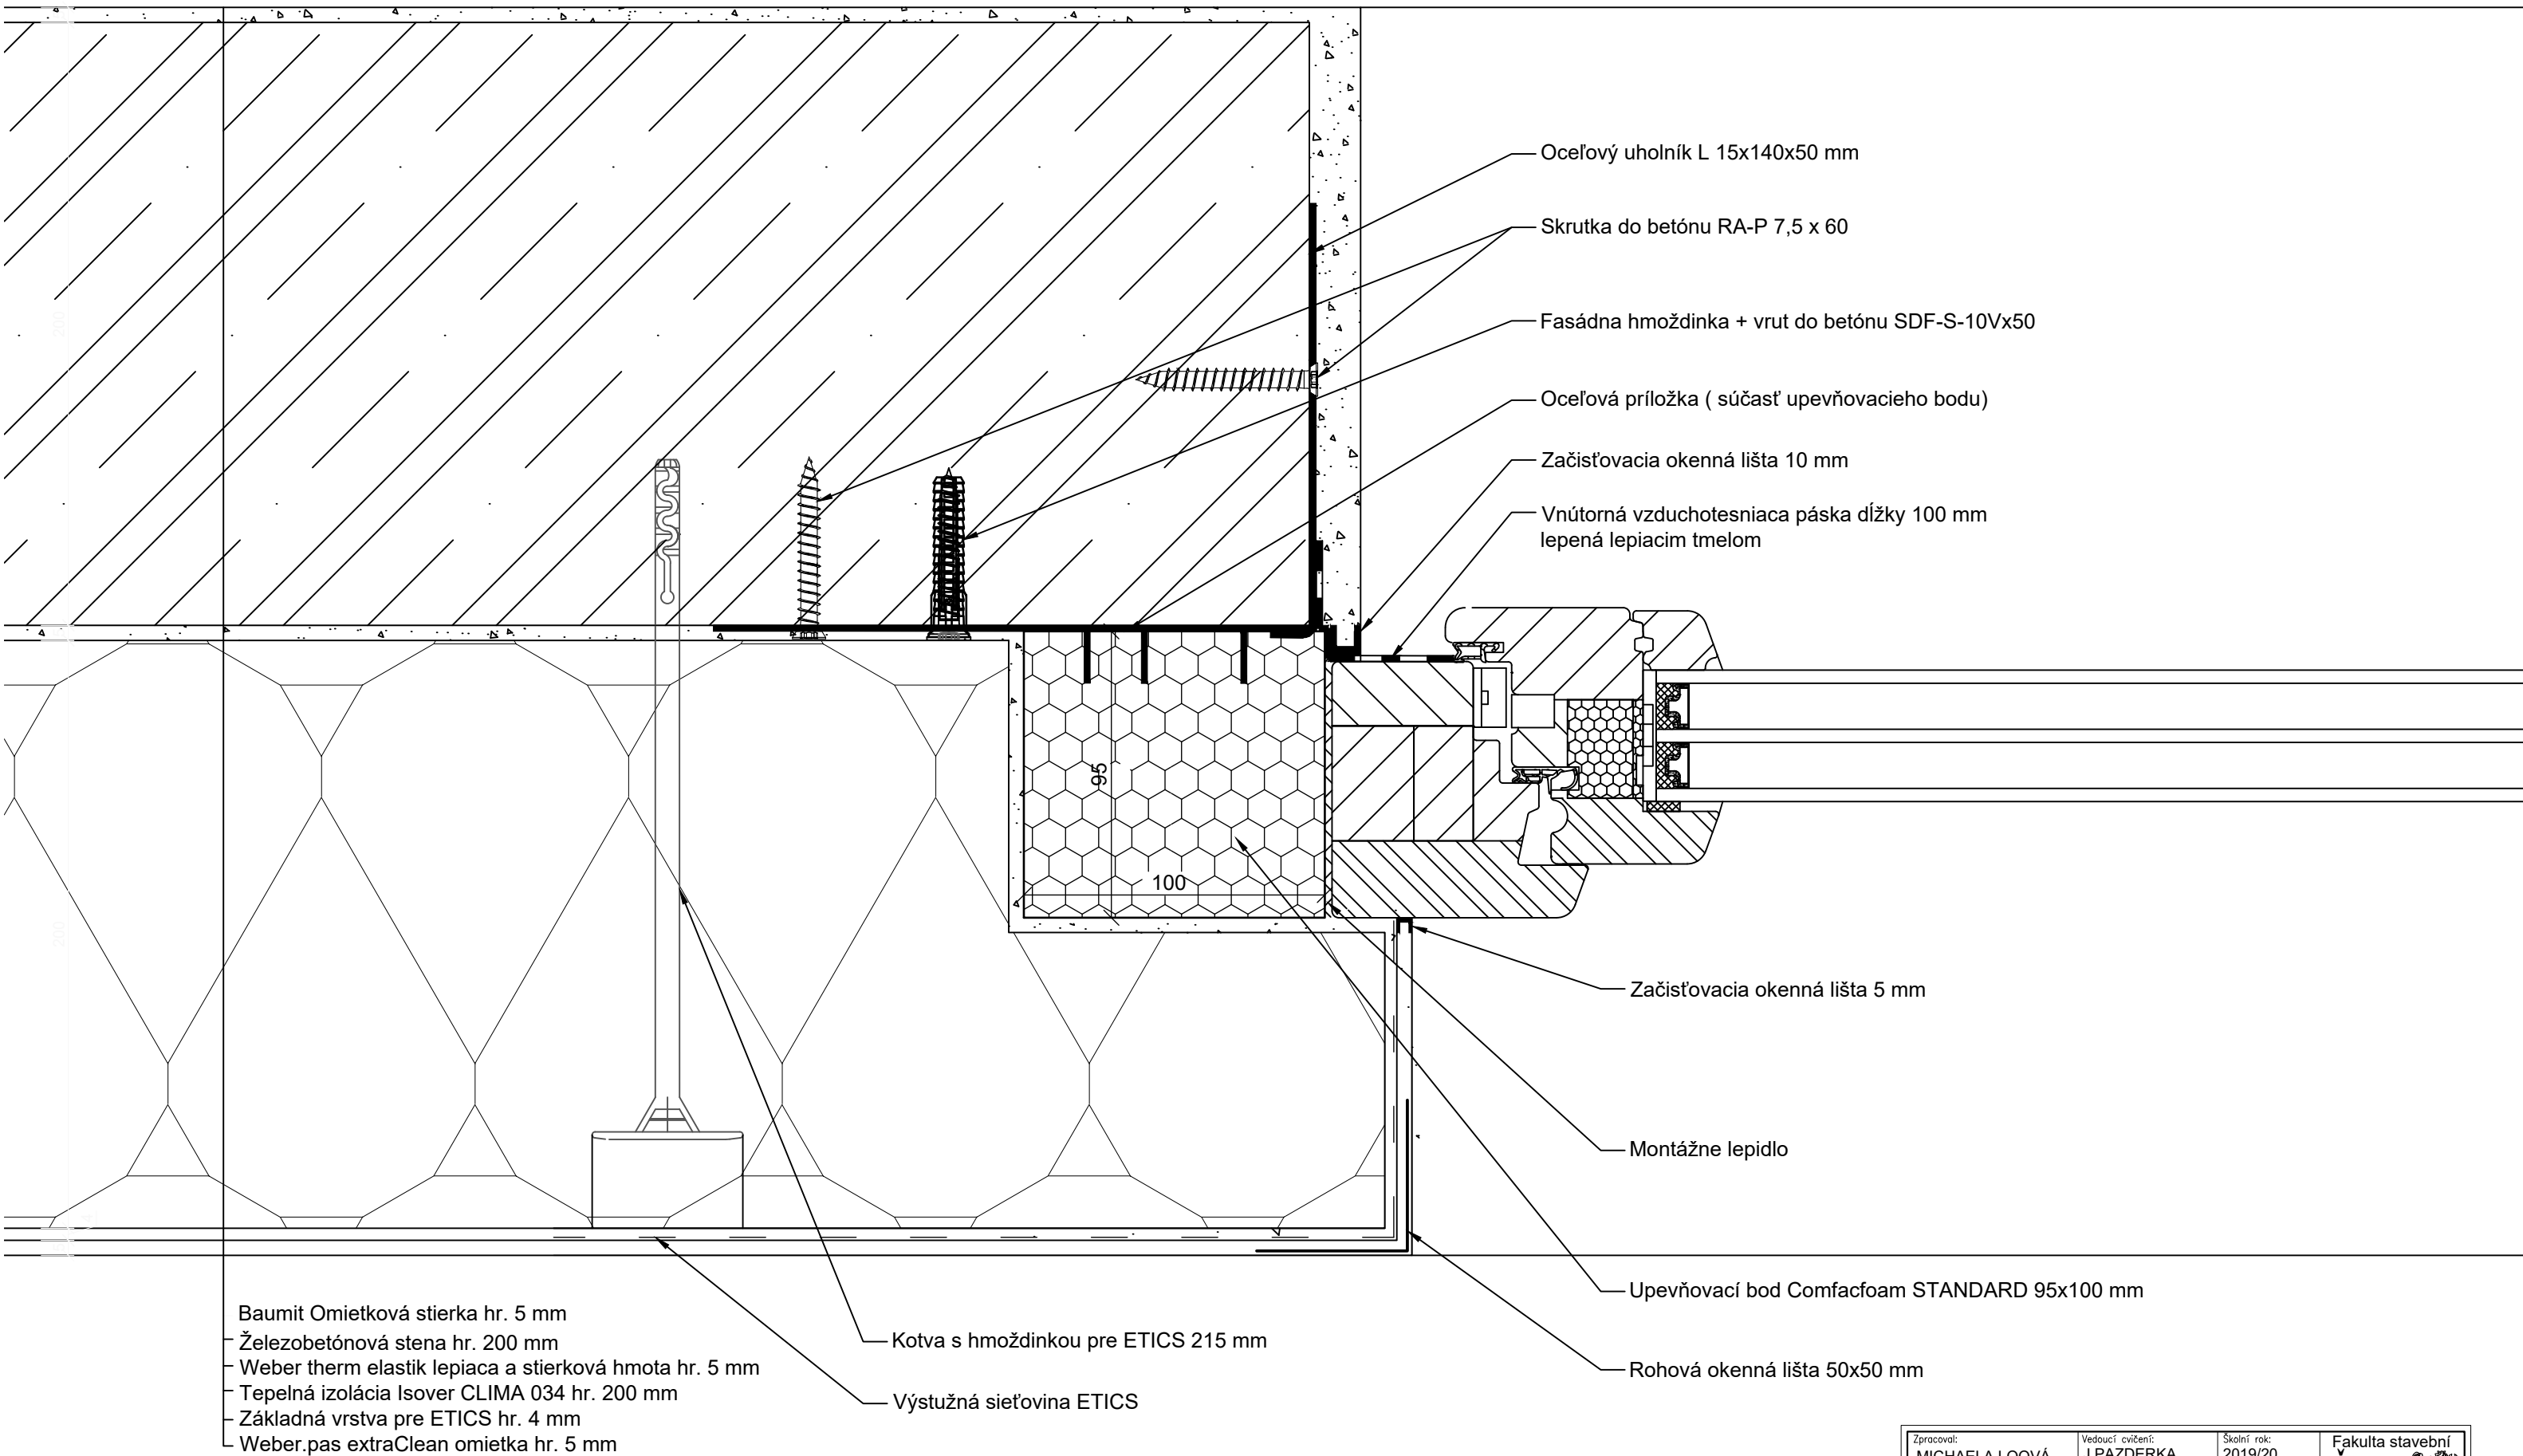 Oceľový uholník L 15x140x50 mm
Skrutka do betónu RA-P 7,5 x 60
Fasádna hmoždinka + vrut do betónu SDF-S-10Vx50
Oceľová príložka ( súčasť upevňovacieho bodu)
Začisťovacia okenná lišta 10 mm
Vnútorná vzduchotesniaca páska dĺžky 100 mm
lepená lepiacim tmelom
200
95
100
200
Začisťovacia okenná lišta 5 mm
Montážne lepidlo
Upevňovací bod Comfacfoam STANDARD 95x100 mm
Rohová okenná lišta 50x50 mm
Kotva s hmoždinkou pre ETICS 215 mm
Výstužná sieťovina ETICS
Baumit Omietková stierka hr. 5 mm
Železobetónová stena hr. 200 mm
Weber therm elastik lepiaca a stierková hmota hr. 5 mm
Tepelná izolácia Isover CLIMA 034 hr. 200 mm
Základná vrstva pre ETICS hr. 4 mm
Weber.pas extraClean omietka hr. 5 mm
Zpracoval:
MICHAELA LOOVÁ
Vedoucí cvičení:
J.PAZDERKA
Školní rok:
2019/20
Fakulta stavební